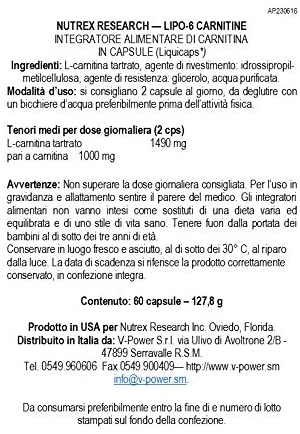 AP230616
NUTREX RESEARCH — LIPO-6 CARNITINE
INTEGRATORE ALIMENTARE DI CARNITINA
IN CAPSULE (Liquicaps*)
Ingredienti: L-carnitina tartrato, agente di rivestimento: idrossipropil-
metilcellulosa, agente di resistenza: glicerolo, acqua purificata.
Modalità d'uso: si consigliano 2 capsule al giorno, da deglutire con
un bicchiere d'acqua preferibilmente prima dell'attività fisica.
Tenori medi per dose giornaliera (2 cps)
L-carnitina tartrato 1490 mg
pari a carnitina 1000 mg
Avvertenze: Non superare la dose giornaliera consigliata. Per l'uso in
gravidanza e allattamento sentire il parere del medico. Gli integratori
alimentari non vanno intesi come sostituti di una dieta varia ed
equilibrata e di uno stile di vita sano. Tenere fuori dalla portata dei
bambini al di sotto dei tre anni di età.
Conservare in luogo fresco e asciutto, al di sotto dei 30° C, al riparo
dalla luce. La data di scadenza si riferisce la prodotto correttamente
conservato, in confezione integra.
Contenuto: 60 capsule – 127,8 g
Prodotto in USA per Nutrex Research Inc. Oviedo, Florida.
Distribuito in Italia da: V-Power S.r.l. via Ulivo di Avoltrone 2/B -
47899 Serravalle R.S.M.
Tel. 0549.960606 Fax 0549.900409— http://www.v-power.sm
info@v-power.sm.
Da consumarsi preferibilmente entro la fine di e numero di lotto
stampati sul fondo della confezione.